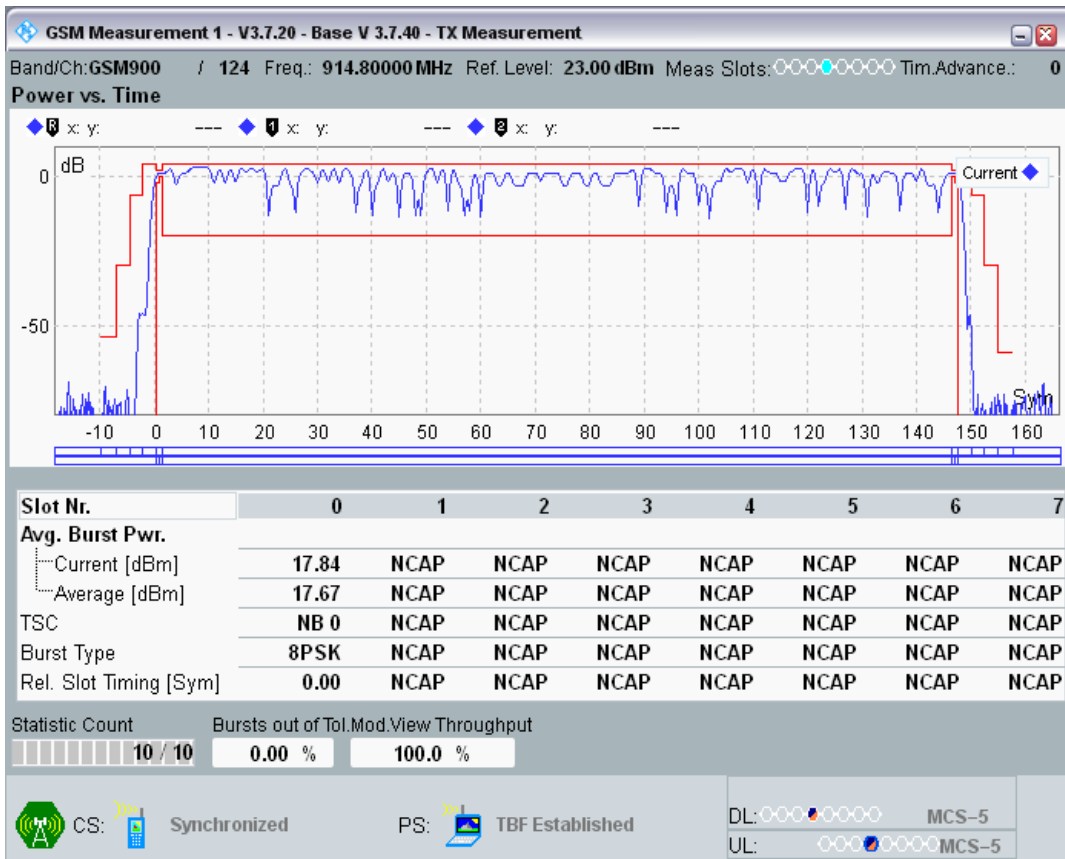 GSM Measurement 1 - V3.7.20 - Base V 3.7.40 - TX Measurement
Band/Ch:GSM900 / 124 Freq.: 914.80000 MHz Ref. Level: 23.00 dBm Meas Slots: Tim.Advance.: 0
Power vs. Time
R x: y: --- 1 x: y: --- 2 x: y: ---
dB
Current
0
-50
Sym
-10 0 10 20 30 40 50 60 70 80 90 100 110 120 130 140 150 160
Slot Nr. 0 1 2 3 4 5 6 7
Avg. Burst Pwr.
Current [dBm] 17.84 NCAP NCAP NCAP NCAP NCAP NCAP NCAP
Average [dBm] 17.67 NCAP NCAP NCAP NCAP NCAP NCAP NCAP
TSC NB 0 NCAP NCAP NCAP NCAP NCAP NCAP NCAP
Burst Type 8PSK NCAP NCAP NCAP NCAP NCAP NCAP NCAP
Rel. Slot Timing [Sym] 0.00 NCAP NCAP NCAP NCAP NCAP NCAP NCAP
Statistic Count Bursts out of Tol.Mod.View Throughput
10 / 10 0.00 % 100.0 %
CS: Synchronized PS: TBF Established
DL: MCS-5
UL: MCS-5